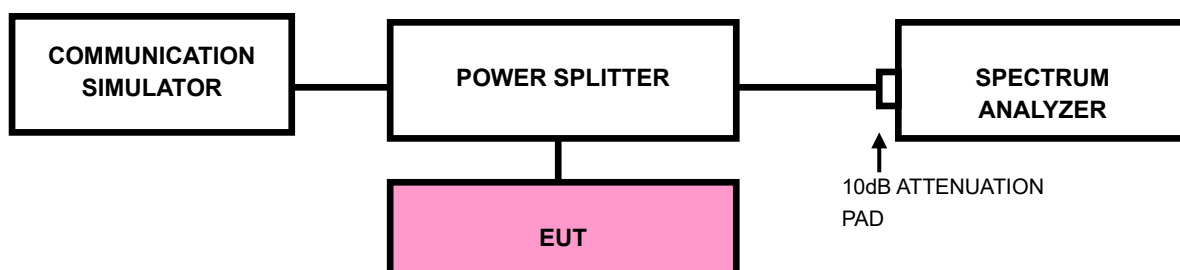 COMMUNICATION
SIMULATOR
POWER SPLITTER
SPECTRUM
ANALYZER
10dB ATTENUATION
PAD
EUT